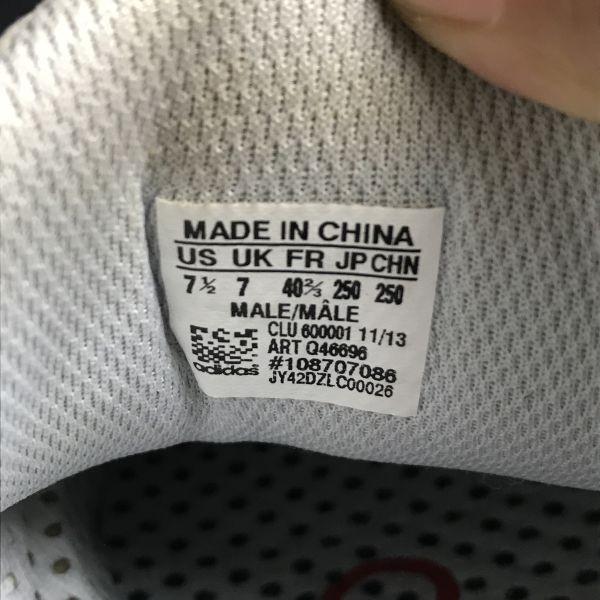 MADE IN CHINA
US UK FR JP CHN
7½ 7 40⅔ 250 250
MALE/MÂLE
CLU 600001 11/13
ART Q46696
#108707086
adidas JY42DZLC00026